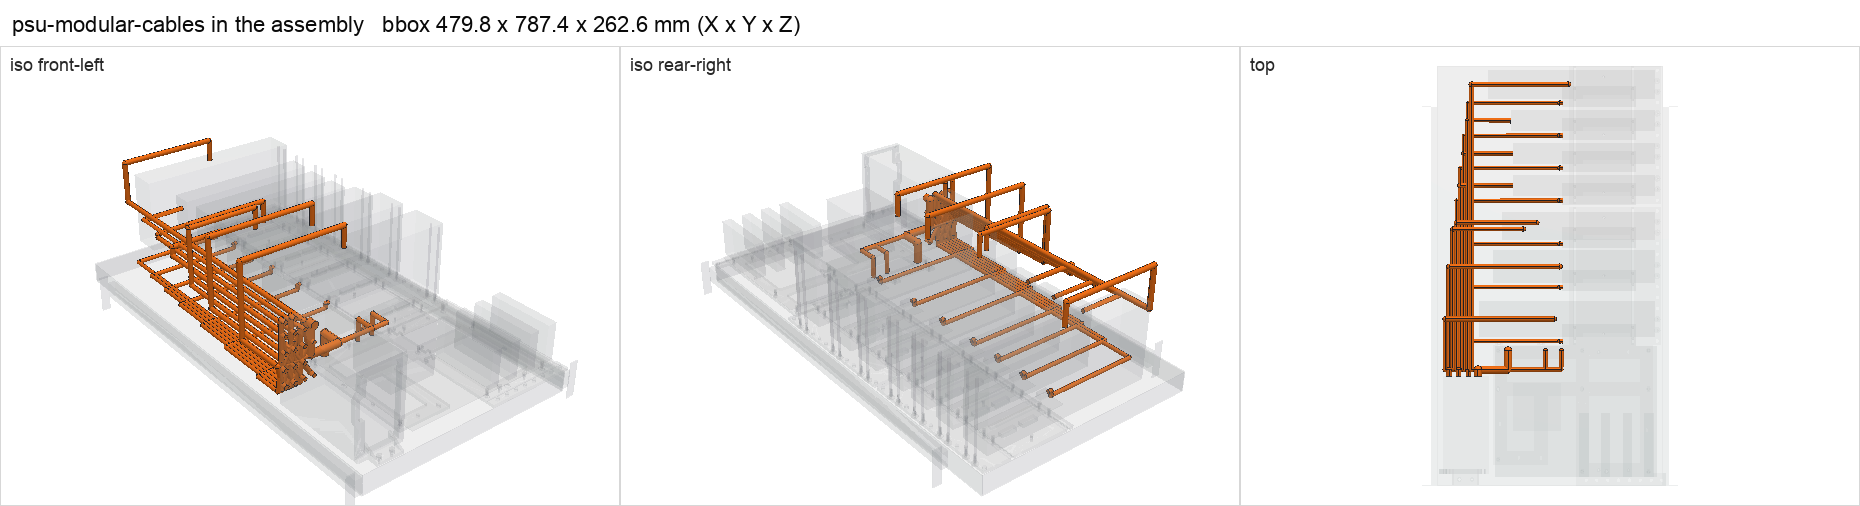 psu-modular-cables in the assembly   bbox 479.8 x 787.4 x 262.6 mm (X x Y x Z)
iso front-left
iso rear-right
top